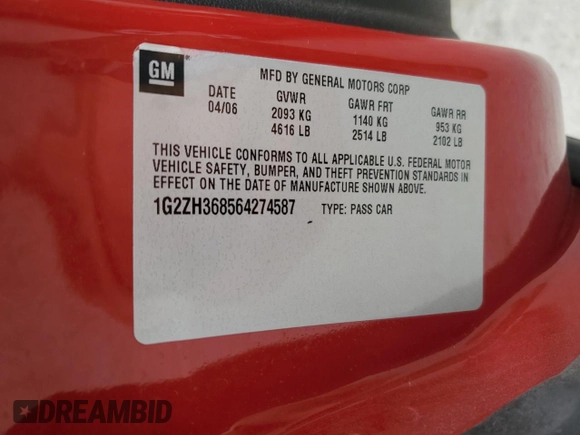 GM
MFD BY GENERAL MOTORS CORP
DATE GVWR GAWR FRT GAWR RR
04/06 2093 KG 1140 KG 953 KG
4616 LB 2514 LB 2102 LB
THIS VEHICLE CONFORMS TO ALL APPLICABLE U.S. FEDERAL MOTOR
VEHICLE SAFETY, BUMPER, AND THEFT PREVENTION STANDARDS IN
EFFECT ON THE DATE OF MANUFACTURE SHOWN ABOVE.
1G2ZH368564274587 TYPE: PASS CAR
DREAMBID